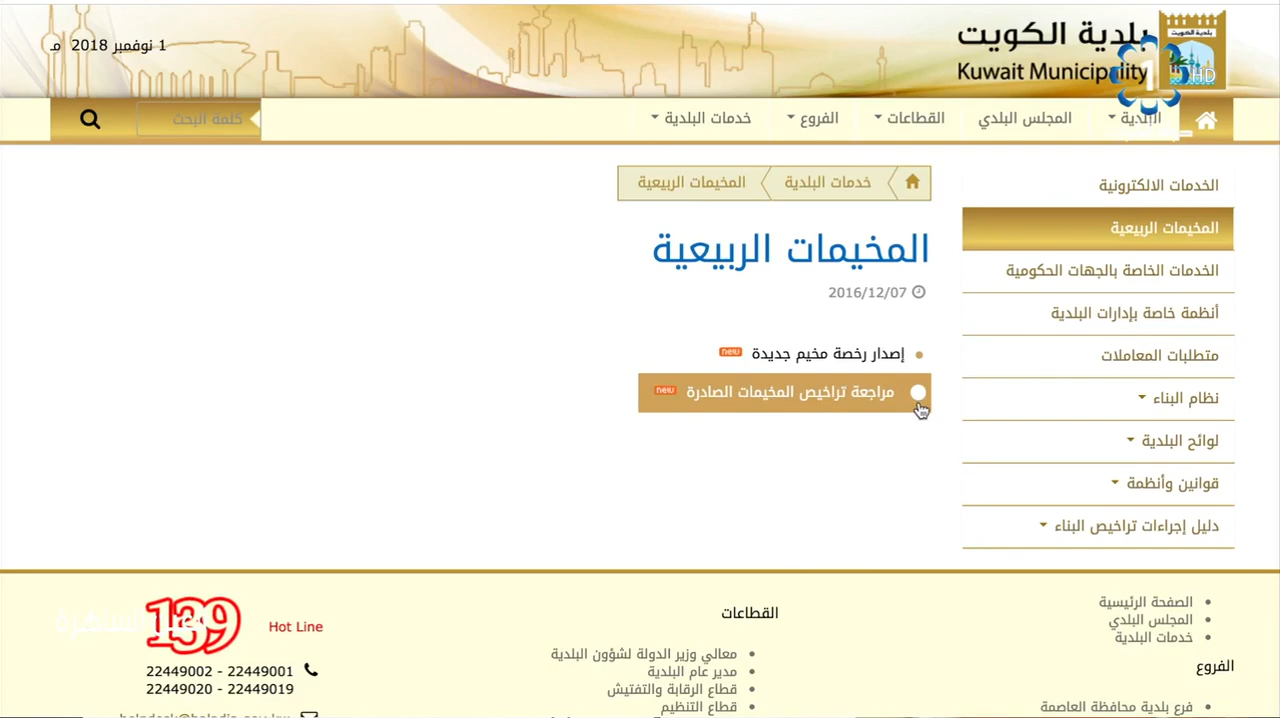 بلدية الكويت
Kuwait Municipality
1 نوفمبر 2018 مـ
بلدية الكويت
1 HD
البلدية
المجلس البلدي
القطاعات
الفروع
خدمات البلدية
كلمة البحث
خدمات البلدية
المخيمات الربيعية
المخيمات الربيعية
2016/12/07
إصدار رخصة مخيم جديدة new
مراجعة تراخيص المخيمات الصادرة new
الخدمات الالكترونية
المخيمات الربيعية
الخدمات الخاصة بالجهات الحكومية
أنظمة خاصة بإدارات البلدية
متطلبات المعاملات
نظام البناء
لوائح البلدية
قوانين وأنظمة
دليل إجراءات تراخيص البناء
الصفحة الرئيسية
المجلس البلدي
خدمات البلدية
الفروع
فرع بلدية محافظة العاصمة
القطاعات
معالي وزير الدولة لشؤون البلدية
مدير عام البلدية
قطاع الرقابة والتفتيش
قطاع التنظيم
139
Hot Line
22449002 - 22449001
22449020 - 22449019